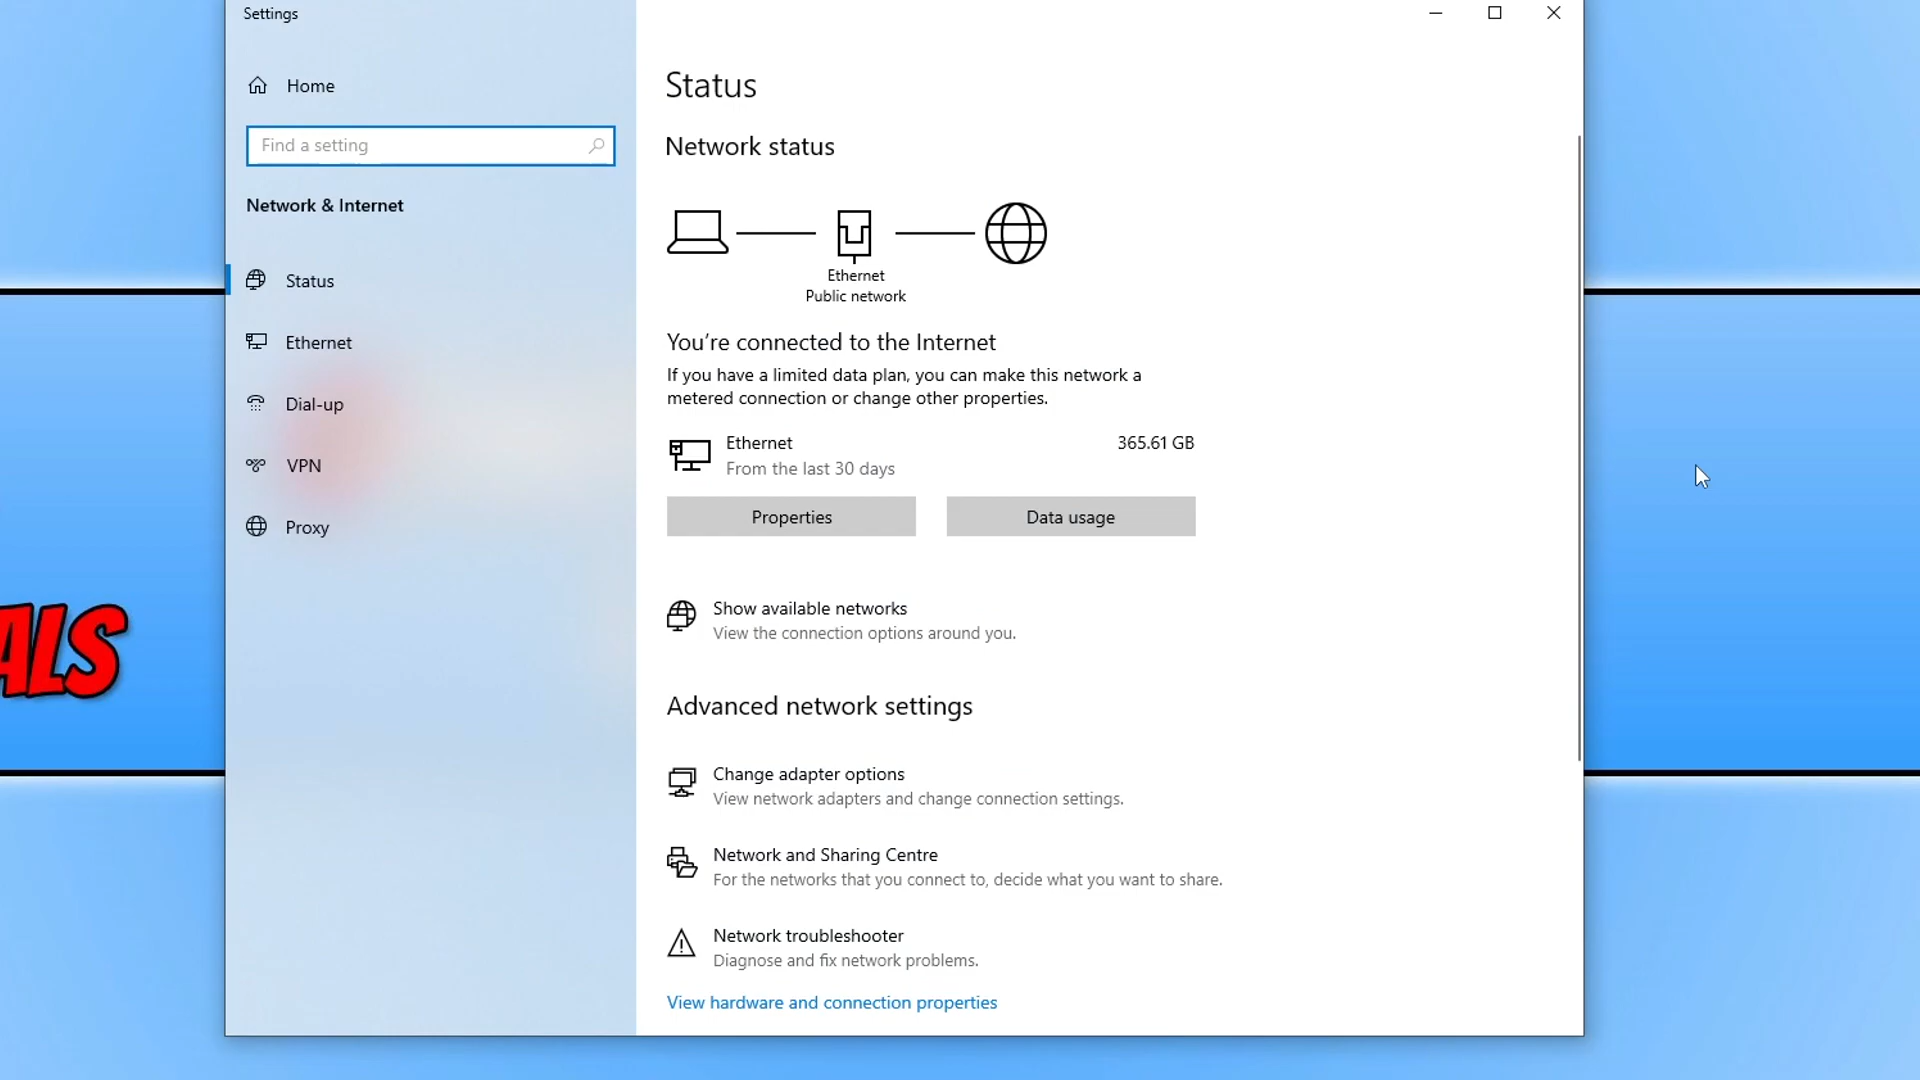 Settings
Home
Find a setting
Network & Internet
Status
Ethernet
Dial-up
VPN
Proxy
ALS
Status
Network status
Ethernet
Public network
You're connected to the Internet
If you have a limited data plan, you can make this network a
metered connection or change other properties.
Ethernet 365.61 GB
From the last 30 days
Properties Data usage
Show available networks
View the connection options around you.
Advanced network settings
Change adapter options
View network adapters and change connection settings.
Network and Sharing Centre
For the networks that you connect to, decide what you want to share.
Network troubleshooter
Diagnose and fix network problems.
View hardware and connection properties